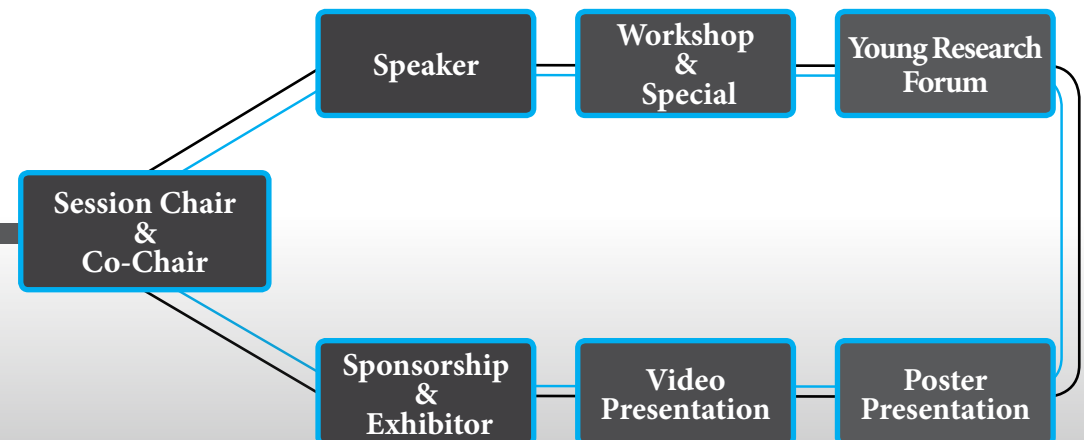 Speaker
Workshop
&
Special
Young Research
Forum
Session Chair
&
Co-Chair
Sponsorship
&
Exhibitor
Video
Presentation
Poster
Presentation